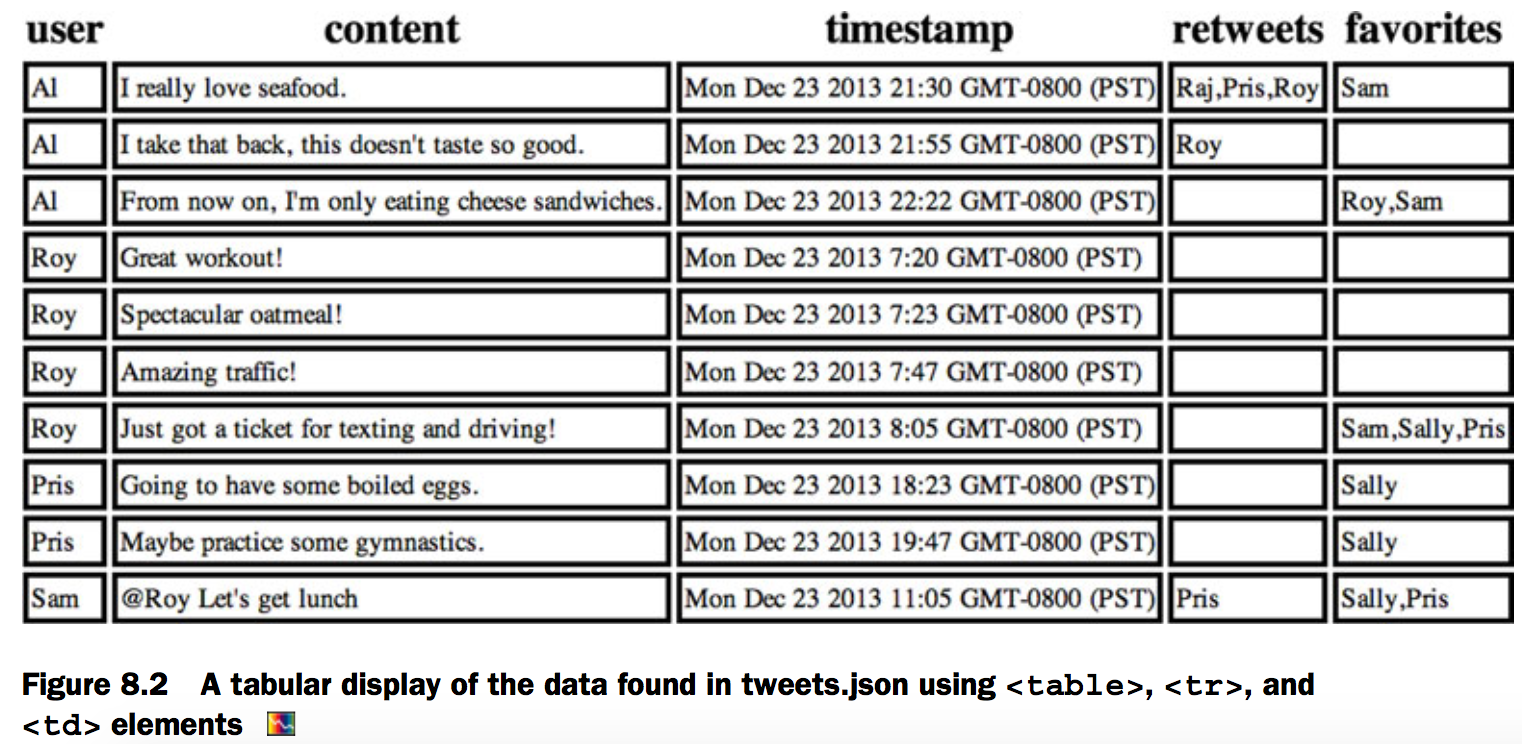 user content timestamp retweets favorites
Al I really love seafood. Mon Dec 23 2013 21:30 GMT-0800 (PST) Raj,Pris,Roy Sam
Al I take that back, this doesn't taste so good. Mon Dec 23 2013 21:55 GMT-0800 (PST) Roy
Al From now on, I'm only eating cheese sandwiches. Mon Dec 23 2013 22:22 GMT-0800 (PST) Roy,Sam
Roy Great workout! Mon Dec 23 2013 7:20 GMT-0800 (PST)
Roy Spectacular oatmeal! Mon Dec 23 2013 7:23 GMT-0800 (PST)
Roy Amazing traffic! Mon Dec 23 2013 7:47 GMT-0800 (PST)
Roy Just got a ticket for texting and driving! Mon Dec 23 2013 8:05 GMT-0800 (PST) Sam,Sally,Pris
Pris Going to have some boiled eggs. Mon Dec 23 2013 18:23 GMT-0800 (PST) Sally
Pris Maybe practice some gymnastics. Mon Dec 23 2013 19:47 GMT-0800 (PST) Sally
Sam @Roy Let's get lunch Mon Dec 23 2013 11:05 GMT-0800 (PST) Pris Sally,Pris
Figure 8.2 A tabular display of the data found in tweets.json using <table>, <tr>, and
<td> elements